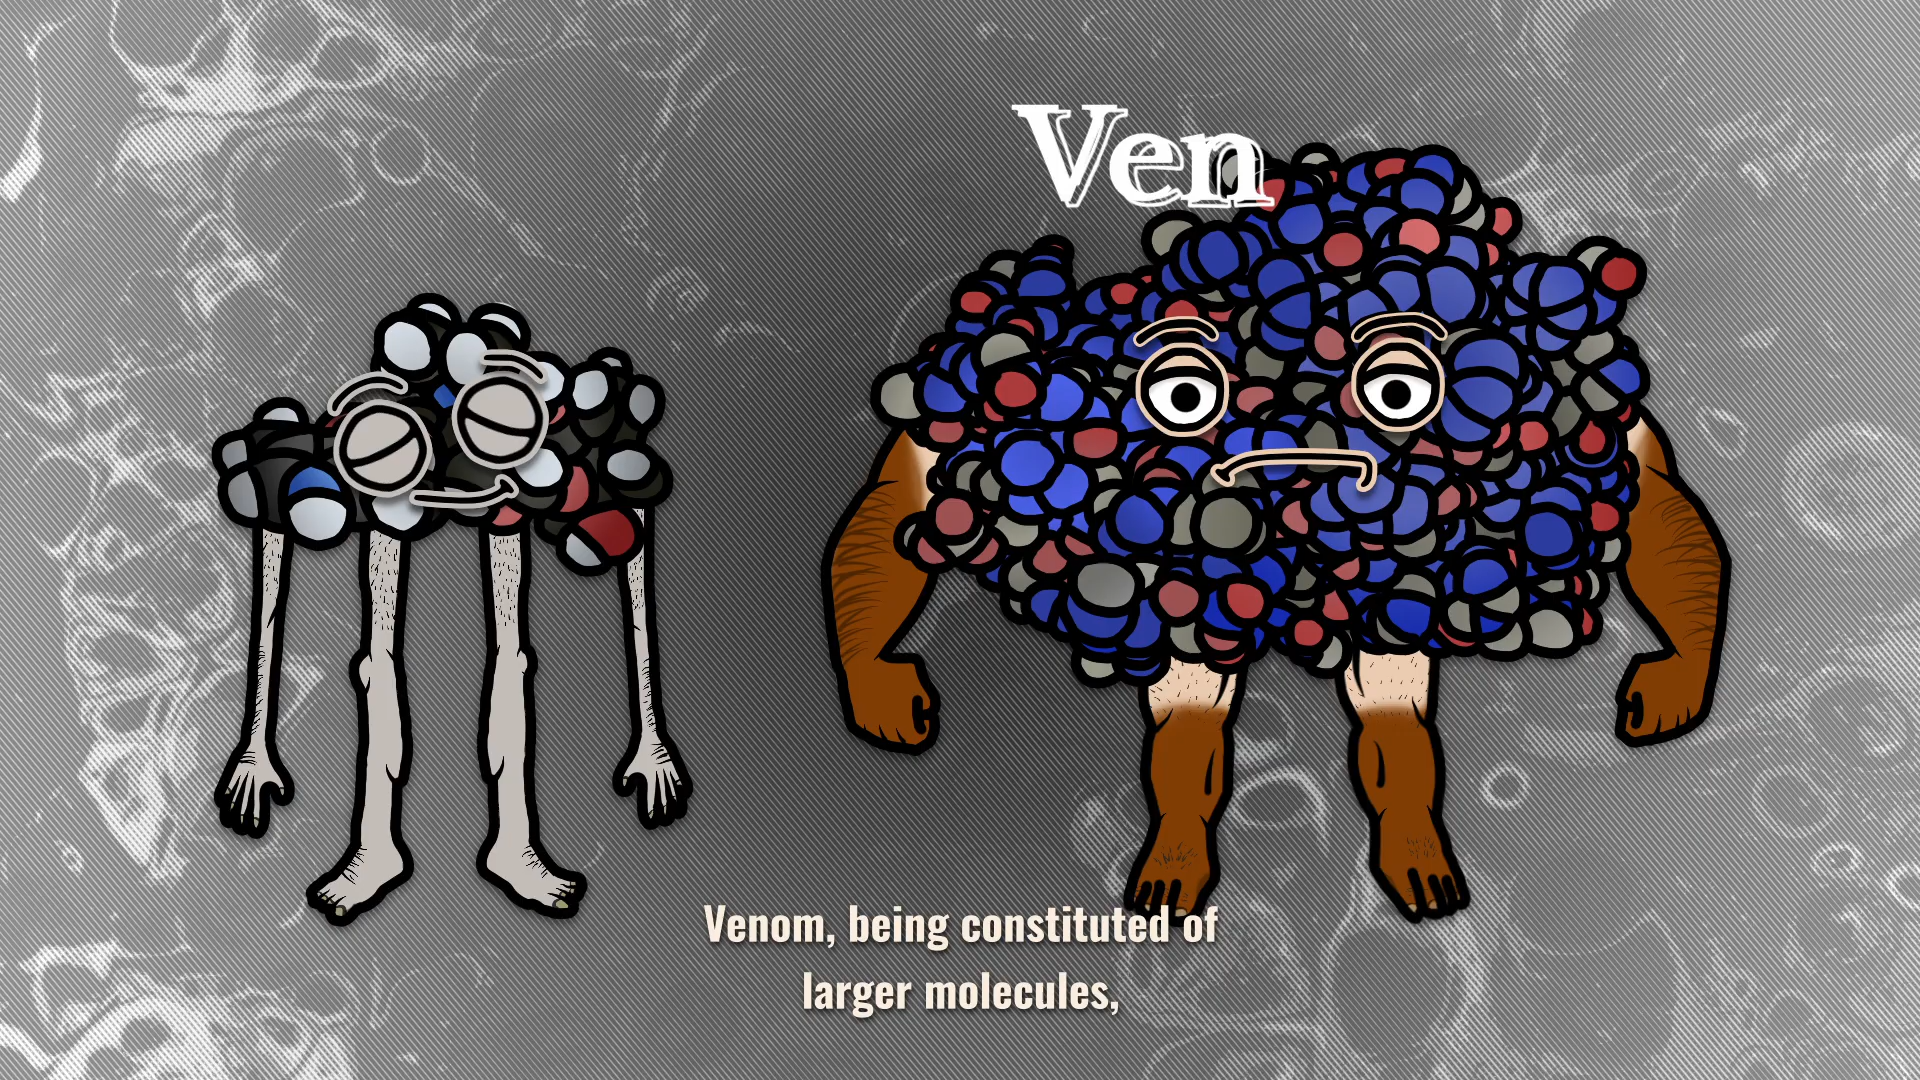 Ven
Venom, being constituted of
larger molecules,